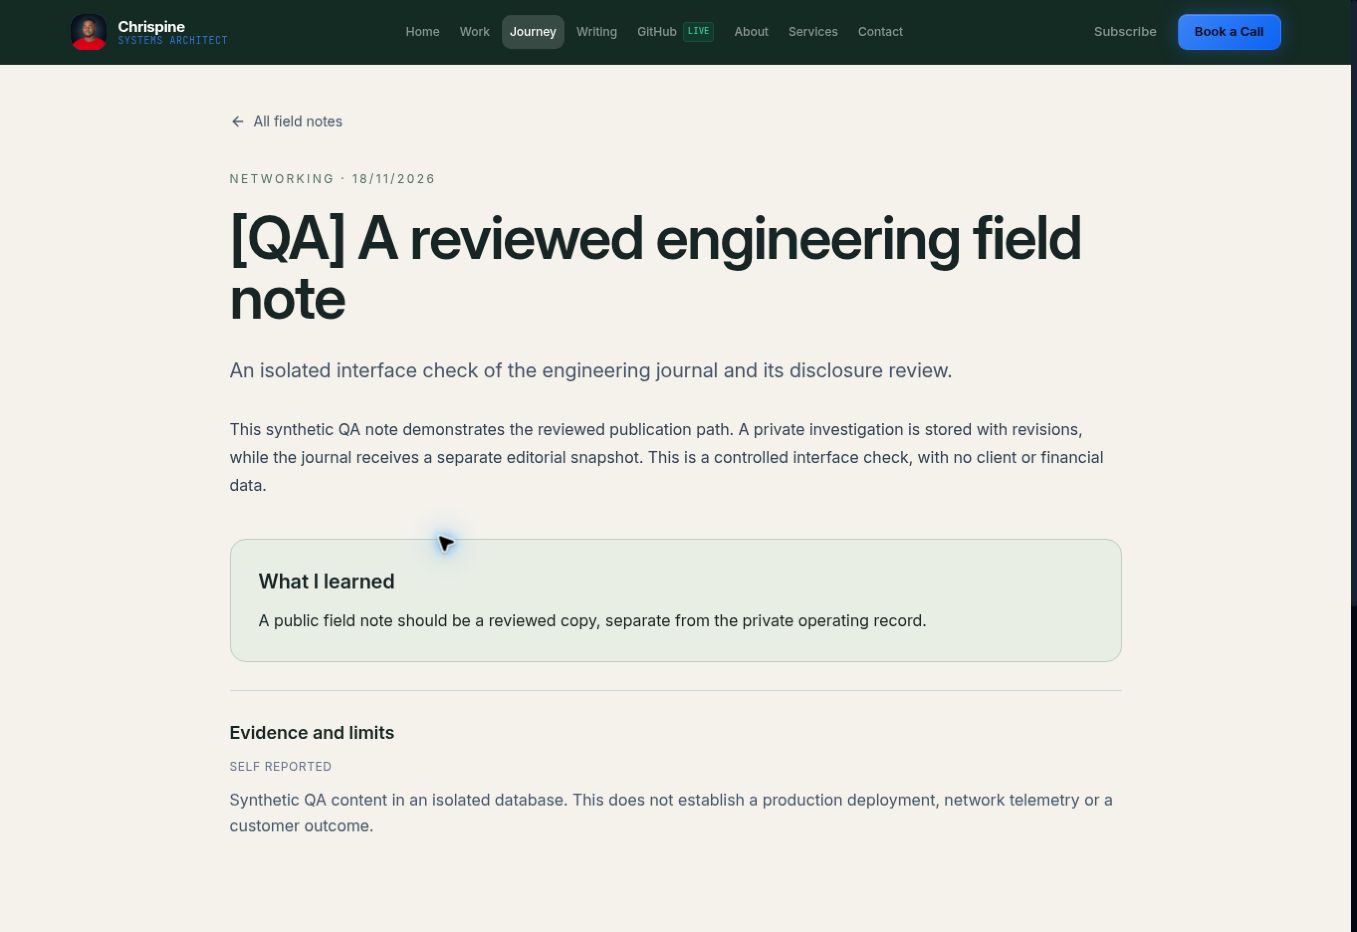 Chrispine
SYSTEMS ARCHITECT
Home Work Journey Writing GitHub LIVE About Services Contact
Subscribe Book a Call
← All field notes
NETWORKING · 18/11/2026
[QA] A reviewed engineering field
note
An isolated interface check of the engineering journal and its disclosure review.
This synthetic QA note demonstrates the reviewed publication path. A private investigation is stored with revisions,
while the journal receives a separate editorial snapshot. This is a controlled interface check, with no client or financial
data.
What I learned
A public field note should be a reviewed copy, separate from the private operating record.
Evidence and limits
SELF REPORTED
Synthetic QA content in an isolated database. This does not establish a production deployment, network telemetry or a
customer outcome.